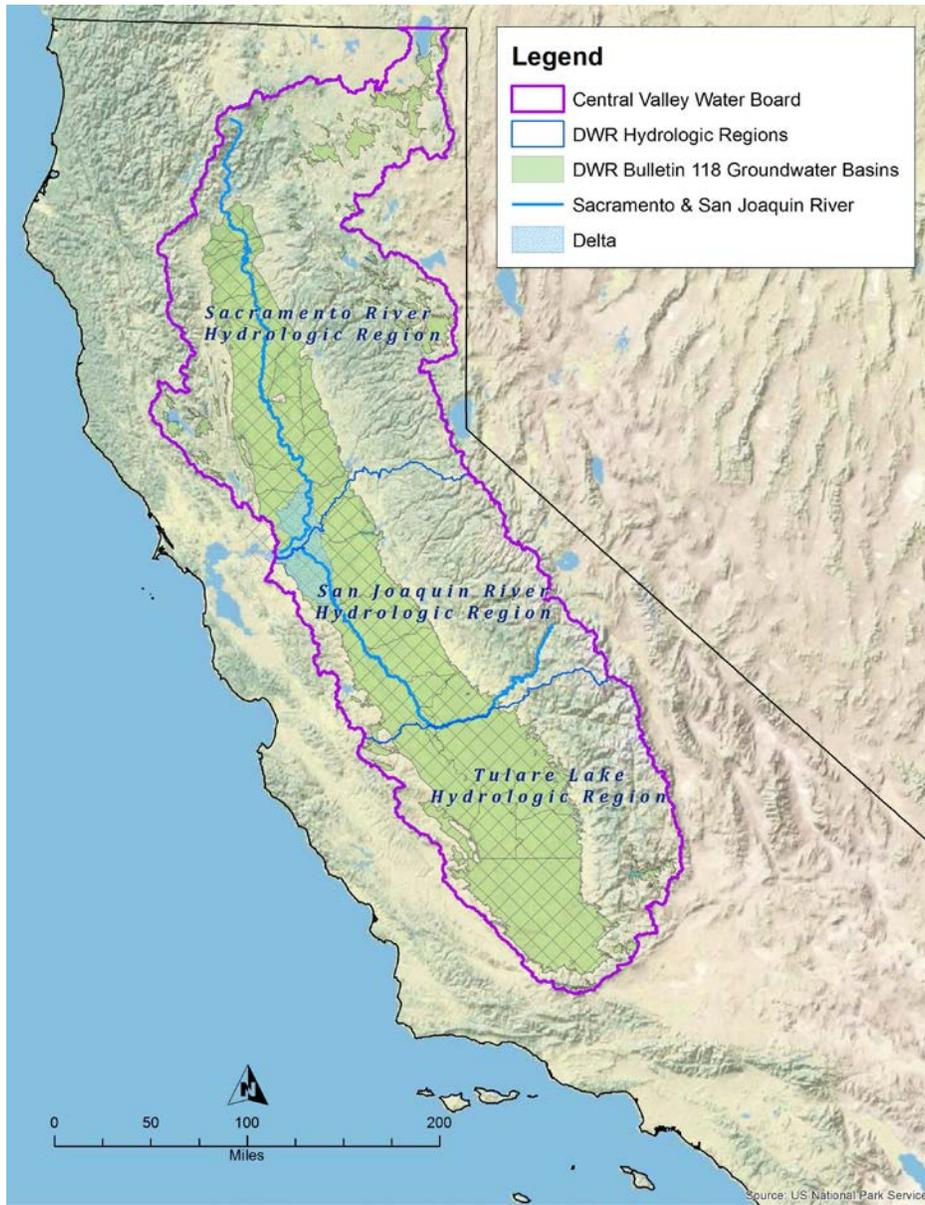 Legend
Central Valley Water Board
DWR Hydrologic Regions
DWR Bulletin 118 Groundwater Basins
Sacramento & San Joaquin River
Delta
Sacramento River
Hydrologic Region
San Joaquin River
Hydrologic Region
Tulare Lake
Hydrologic Region
N
0 50 100 200
Miles
Source: US National Park Service